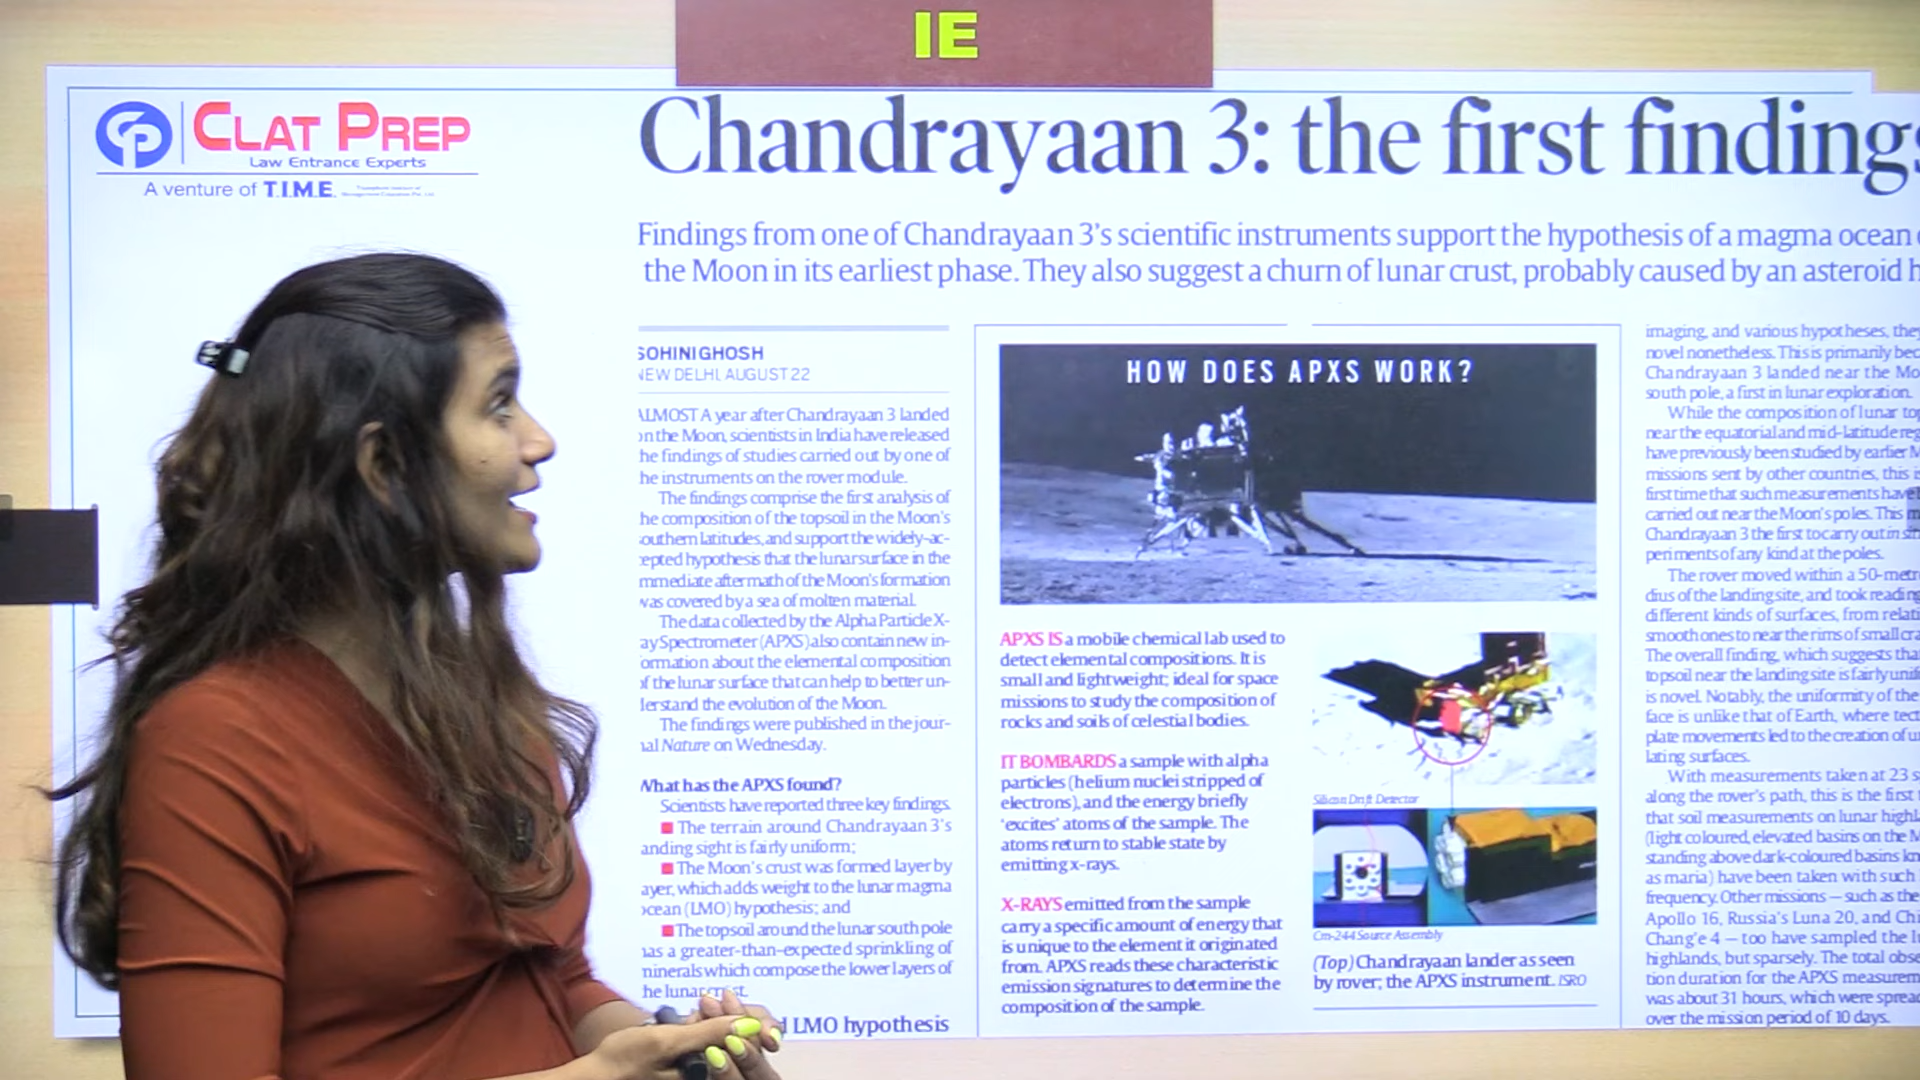 IE
CLAT PREP
Law Entrance Experts
A venture of T.I.M.E.
Chandrayaan 3: the first findings
Findings from one of Chandrayaan 3's scientific instruments support the hypothesis of a magma ocean
the Moon in its earliest phase. They also suggest a churn of lunar crust, probably caused by an asteroid
SOHINI GHOSH
NEW DELHI, AUGUST 22
ALMOST A year after Chandrayaan 3 landed
on the Moon, scientists in India have released
he findings of studies carried out by one of
he instruments on the rover module.
The findings comprise the first analysis of
he composition of the topsoil in the Moon's
outhern latitudes, and support the widely-ac-
epted hypothesis that the lunar surface in the
mmediate aftermath of the Moon's formation
was covered by a sea of molten material.
The data collected by the Alpha Particle X-
ay Spectrometer (APXS) also contain new in-
ormation about the elemental composition
of the lunar surface that can help to better un-
derstand the evolution of the Moon.
The findings were published in the jour-
nal Nature on Wednesday.
What has the APXS found?
Scientists have reported three key findings.
■ The terrain around Chandrayaan 3's
anding sight is fairly uniform;
■ The Moon's crust was formed layer by
ayer, which adds weight to the lunar magma
ocean (LMO) hypothesis; and
■ The topsoil around the lunar south pole
has a greater-than-expected sprinkling of
minerals which compose the lower layers of
he lunar crust.
d LMO hypothesis
HOW DOES APXS WORK?
APXS IS a mobile chemical lab used to
detect elemental compositions. It is
small and lightweight; ideal for space
missions to study the composition of
rocks and soils of celestial bodies.
IT BOMBARDS a sample with alpha
particles (helium nuclei stripped of
electrons), and the energy briefly
'excites' atoms of the sample. The
atoms return to stable state by
emitting x-rays.
X-RAYS emitted from the sample
carry a specific amount of energy that
is unique to the element it originated
from. APXS reads these characteristic
emission signatures to determine the
composition of the sample.
Silicon Drift Detector
Cm-244 Source Assembly
(Top) Chandrayaan lander as seen
by rover; the APXS instrument. ISRO
imaging, and various hypotheses, they
novel nonetheless. This is primarily bec
Chandrayaan 3 landed near the Mo
south pole, a first in lunar exploration.
While the composition of lunar to
near the equatorial and mid-latitude reg
have previously been studied by earlier M
missions sent by other countries, this is
first time that such measurements have
carried out near the Moon's poles. This m
Chandrayaan 3 the first to carry out in sit
periments of any kind at the poles.
The rover moved within a 50-metr
dius of the landing site, and took reading
different kinds of surfaces, from relati
smooth ones to near the rims of small cra
The overall finding, which suggests tha
topsoil near the landing site is fairly unif
is novel. Notably, the uniformity of the
face is unlike that of Earth, where tect
plate movements led to the creation of u
lating surfaces.
With measurements taken at 23 s
along the rover's path, this is the first
that soil measurements on lunar highl
(light coloured, elevated basins on the M
standing above dark-coloured basins kn
as maria) have been taken with such
frequency. Other missions — such as the
Apollo 16, Russia's Luna 20, and Chi
Chang'e 4 — too have sampled the lu
highlands, but sparsely. The total obse
tion duration for the APXS measurem
was about 31 hours, which were sprea
over the mission period of 10 days.